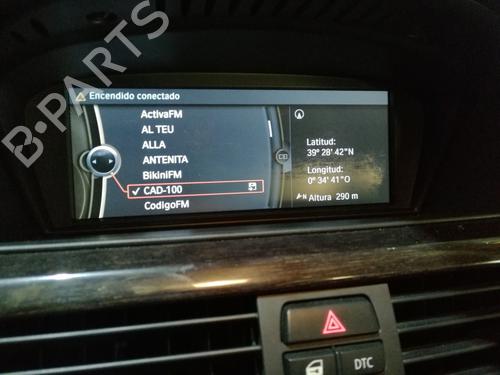 B-PARTS
Encendido conectado
ActivaFM
AL TEU
ALLA
ANTENITA
BikiniFM
CAD-100
CodigoFM
Latitud:
39° 28'42"N
Longitud:
0° 34'41"O
N Altura 290 m
DTC